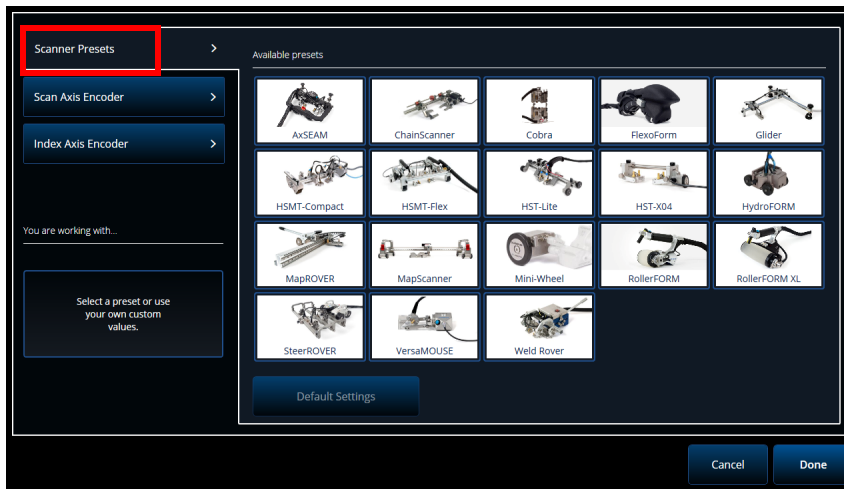 Scanner Presets
Scan Axis Encoder
Index Axis Encoder
You are working with...
Select a preset or use
your own custom
values.
Available presets
AxSEAM
ChainScanner
Cobra
FlexoForm
Glider
HSMT-Compact
HSMT-Flex
HST-Lite
HST-X04
HydroFORM
MapROVER
MapScanner
Mini-Wheel
RollerFORM
RollerFORM XL
SteerROVER
VersaMOUSE
Weld Rover
Default Settings
Cancel
Done